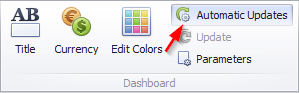 AB
Title
Currency
Edit Colors
Automatic Updates
Update
Parameters
Dashboard